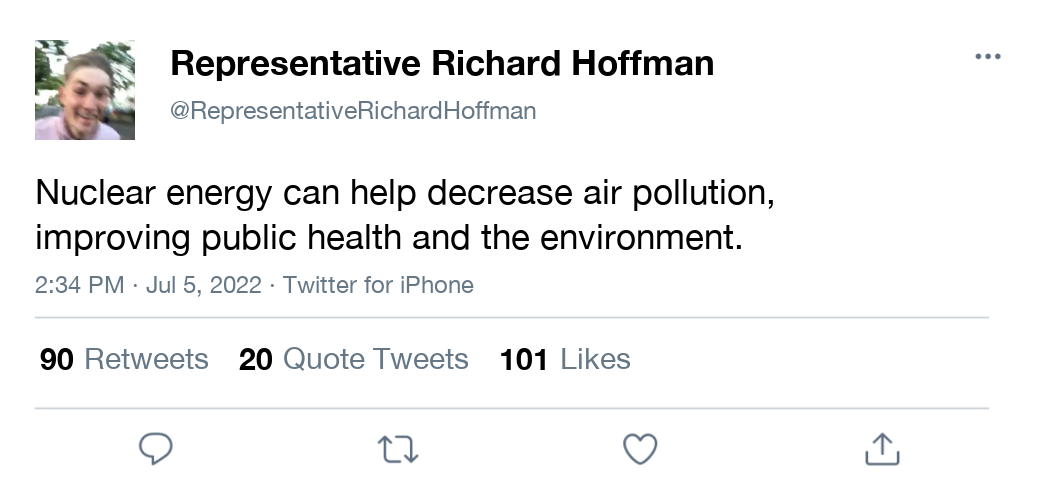 Representative Richard Hoffman
@RepresentativeRichardHoffman
Nuclear energy can help decrease air pollution,
improving public health and the environment.
2:34 PM · Jul 5, 2022 · Twitter for iPhone
90 Retweets 20 Quote Tweets 101 Likes